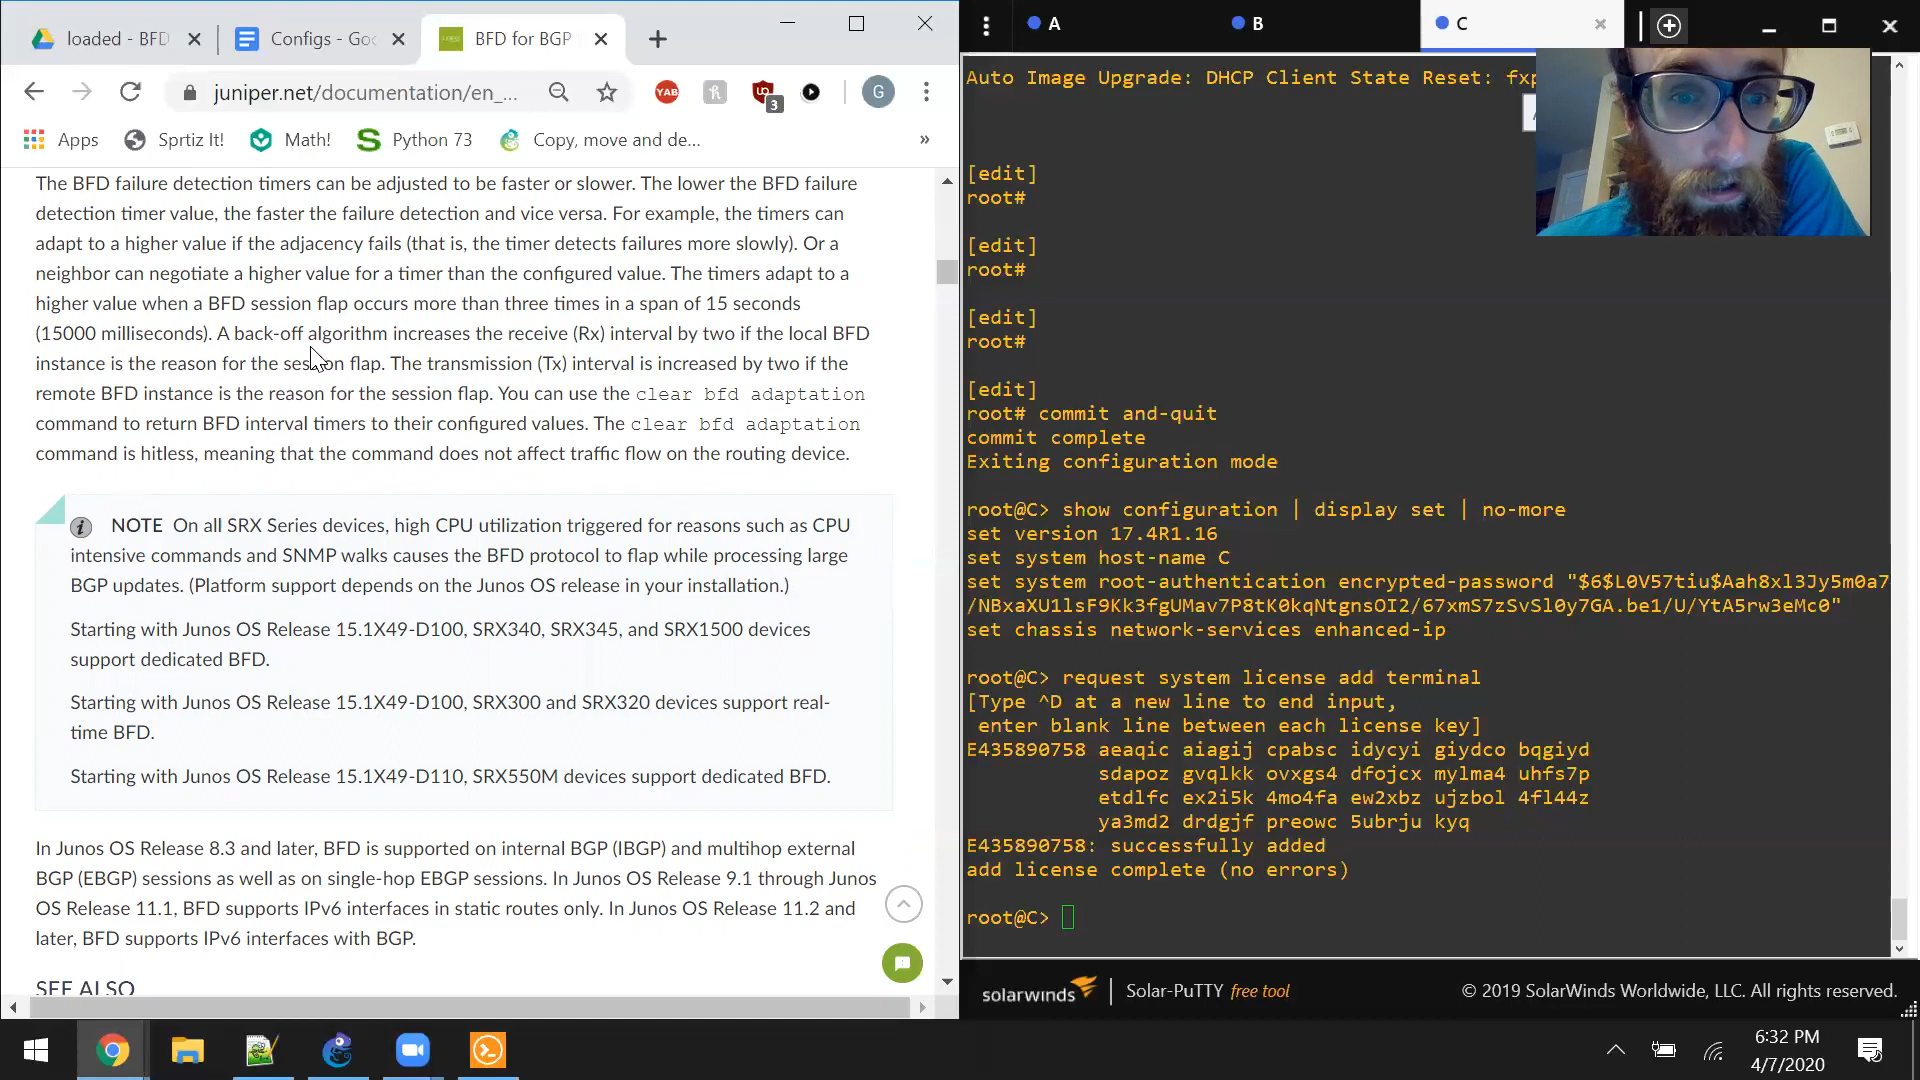 loaded - BFD
Configs - Goo
BFD for BGP
A
B
C
juniper.net/documentation/en_...
YAB
3
G
Apps
Sprtiz It!
Math!
Python 73
Copy, move and de...
»
The BFD failure detection timers can be adjusted to be faster or slower. The lower the BFD failure
detection timer value, the faster the failure detection and vice versa. For example, the timers can
adapt to a higher value if the adjacency fails (that is, the timer detects failures more slowly). Or a
neighbor can negotiate a higher value for a timer than the configured value. The timers adapt to a
higher value when a BFD session flap occurs more than three times in a span of 15 seconds
(15000 milliseconds). A back-off algorithm increases the receive (Rx) interval by two if the local BFD
instance is the reason for the session flap. The transmission (Tx) interval is increased by two if the
remote BFD instance is the reason for the session flap. You can use the clear bfd adaptation
command to return BFD interval timers to their configured values. The clear bfd adaptation
command is hitless, meaning that the command does not affect traffic flow on the routing device.
NOTE On all SRX Series devices, high CPU utilization triggered for reasons such as CPU
intensive commands and SNMP walks causes the BFD protocol to flap while processing large
BGP updates. (Platform support depends on the Junos OS release in your installation.)
Starting with Junos OS Release 15.1X49-D100, SRX340, SRX345, and SRX1500 devices
support dedicated BFD.
Starting with Junos OS Release 15.1X49-D100, SRX300 and SRX320 devices support real-
time BFD.
Starting with Junos OS Release 15.1X49-D110, SRX550M devices support dedicated BFD.
In Junos OS Release 8.3 and later, BFD is supported on internal BGP (IBGP) and multihop external
BGP (EBGP) sessions as well as on single-hop EBGP sessions. In Junos OS Release 9.1 through Junos
OS Release 11.1, BFD supports IPv6 interfaces in static routes only. In Junos OS Release 11.2 and
later, BFD supports IPv6 interfaces with BGP.
SEE ALSO
Auto Image Upgrade: DHCP Client State Reset: fxp
[edit]
root#
[edit]
root#
[edit]
root#
[edit]
root# commit and-quit
commit complete
Exiting configuration mode
root@C> show configuration | display set | no-more
set version 17.4R1.16
set system host-name C
set system root-authentication encrypted-password "$6$L0V57tiu$Aah8xl3Jy5m0a7
/NBxaXU1lsF9Kk3fgUMav7P8tK0kqNtgnsOI2/67xmS7zSvSl0y7GA.be1/U/YtA5rw3eMc0"
set chassis network-services enhanced-ip
root@C> request system license add terminal
[Type ^D at a new line to end input,
enter blank line between each license key]
E435890758 aeaqic aiagij cpabsc idycyi giydco bqgiyd
sdapoz gvqlkk ovxgs4 dfojcx mylma4 uhfs7p
etdlfc ex2i5k 4mo4fa ew2xbz ujzbol 4fl44z
ya3md2 drdgjf preowc 5ubrju kyq
E435890758: successfully added
add license complete (no errors)
root@C>
solarwinds
Solar-PuTTY free tool
© 2019 SolarWinds Worldwide, LLC. All rights reserved.
6:32 PM
4/7/2020